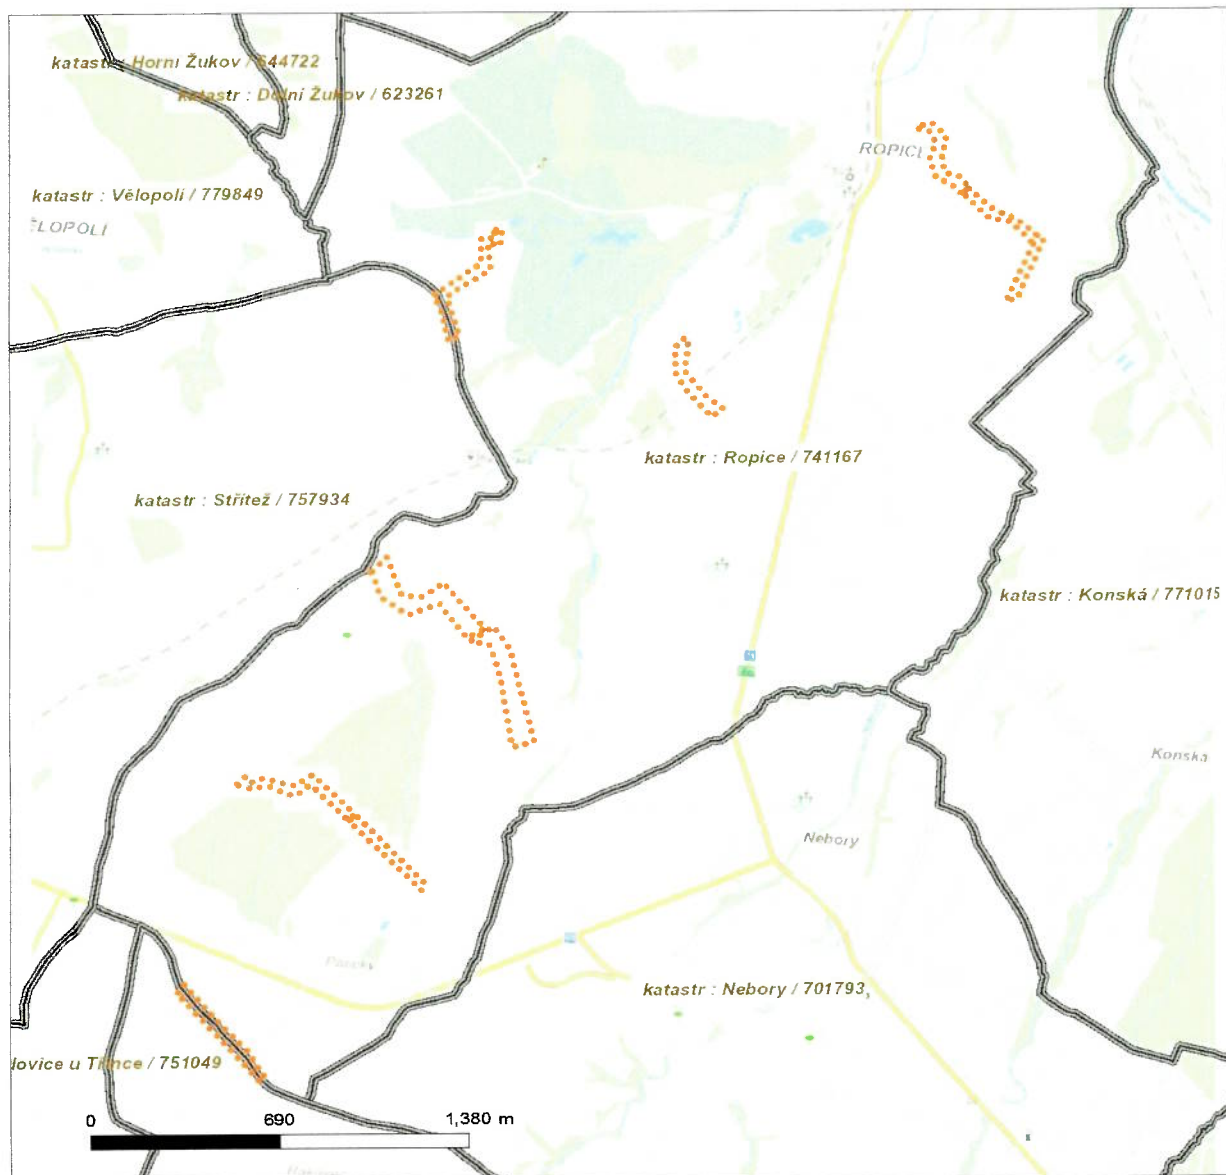 katastr : Horní Žukov / 644722
katastr : Dolní Žukov / 623261
ROPICE
katastr : Vělopolí / 779849
ĚLOPOLÍ
katastr : Ropice / 741167
katastr : Střítež / 757934
katastr : Konská / 771015
Konská
Nebory
katastr : Nebory / 701793,
lovice u Třince / 751049
0 690 1,380 m